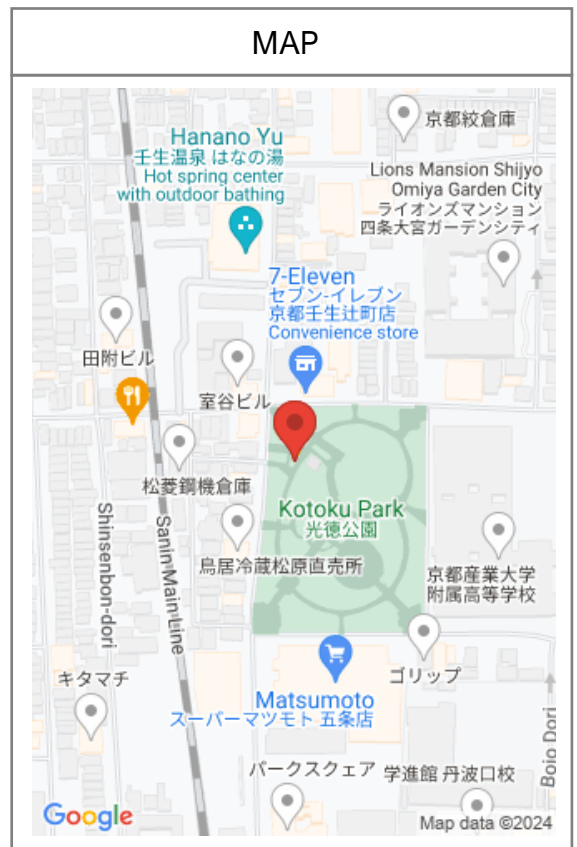 MAP
京都紋倉庫
Hanano Yu
壬生温泉 はなの湯
Hot spring center
with outdoor bathing
Lions Mansion Shijyo
Omiya Garden City
ライオンズマンション
四条大宮ガーデンシティ
7-Eleven
セブン-イレブン
京都壬生辻町店
Convenience store
田附ビル
室谷ビル
松菱鋼機倉庫
Kotoku Park
光徳公園
Shinsenbon-dori
Sanin Main Line
鳥居冷蔵松原直売所
京都産業大学
附属高等学校
キタマチ
ゴリップ
Matsumoto
スーパーマツモト 五条店
Bojo Dori
パークスクェア
学進館 丹波口校
Google
Map data ©2024